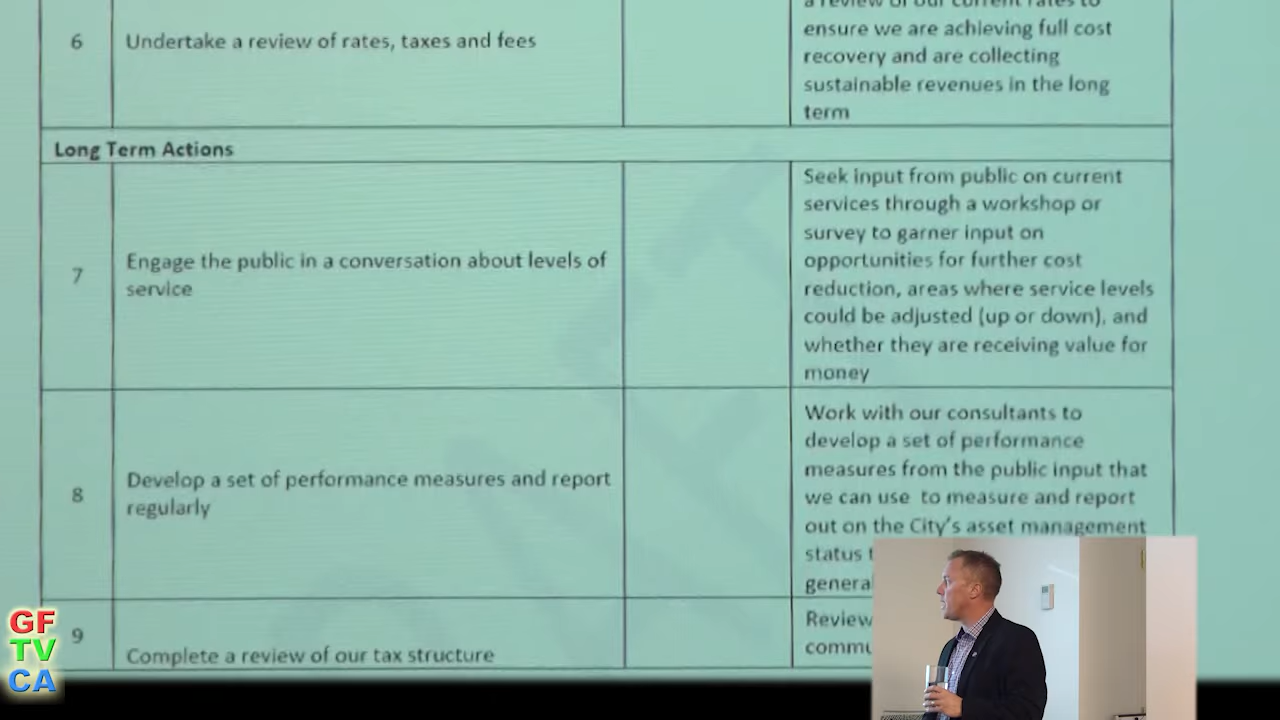 a review of our current rates to
6
Undertake a review of rates, taxes and fees
ensure we are achieving full cost
recovery and are collecting
sustainable revenues in the long
term
Long Term Actions
7
Engage the public in a conversation about levels of
service
Seek input from public on current
services through a workshop or
survey to garner input on
opportunities for further cost
reduction, areas where service levels
could be adjusted (up or down), and
whether they are receiving value for
money
8
Develop a set of performance measures and report
regularly
Work with our consultants to
develop a set of performance
measures from the public input that
we can use to measure and report
out on the City's asset management
status
general
9
Complete a review of our tax structure
Review
GF
TV
CA